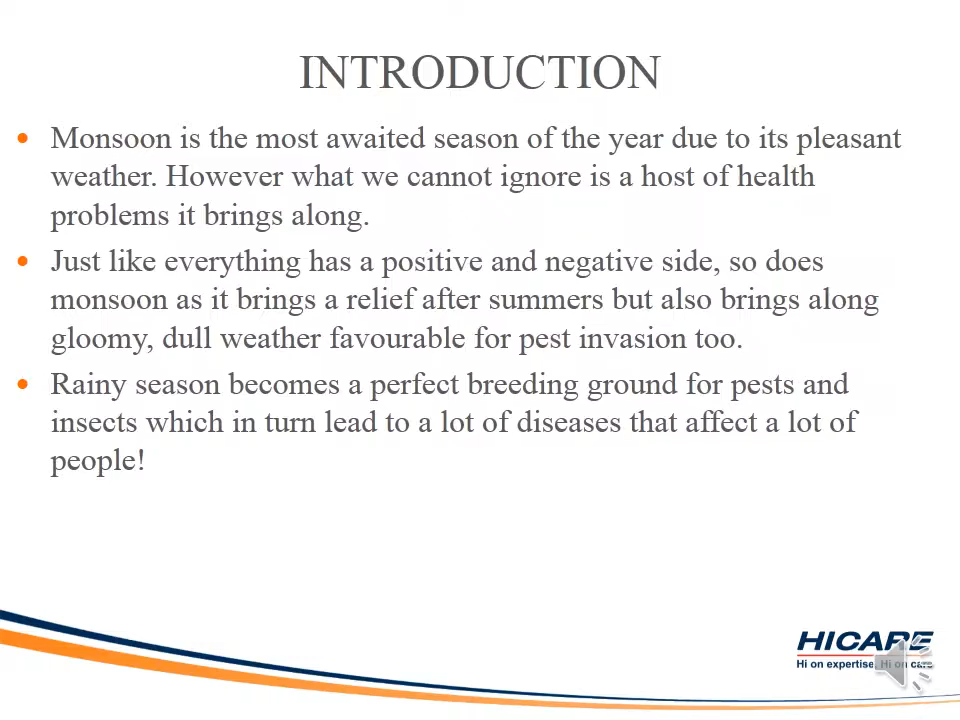 INTRODUCTION
• Monsoon is the most awaited season of the year due to its pleasant
weather. However what we cannot ignore is a host of health
problems it brings along.
• Just like everything has a positive and negative side, so does
monsoon as it brings a relief after summers but also brings along
gloomy, dull weather favourable for pest invasion too.
• Rainy season becomes a perfect breeding ground for pests and
insects which in turn lead to a lot of diseases that affect a lot of
people!
HICARE
Hi on expertise. Hi on care